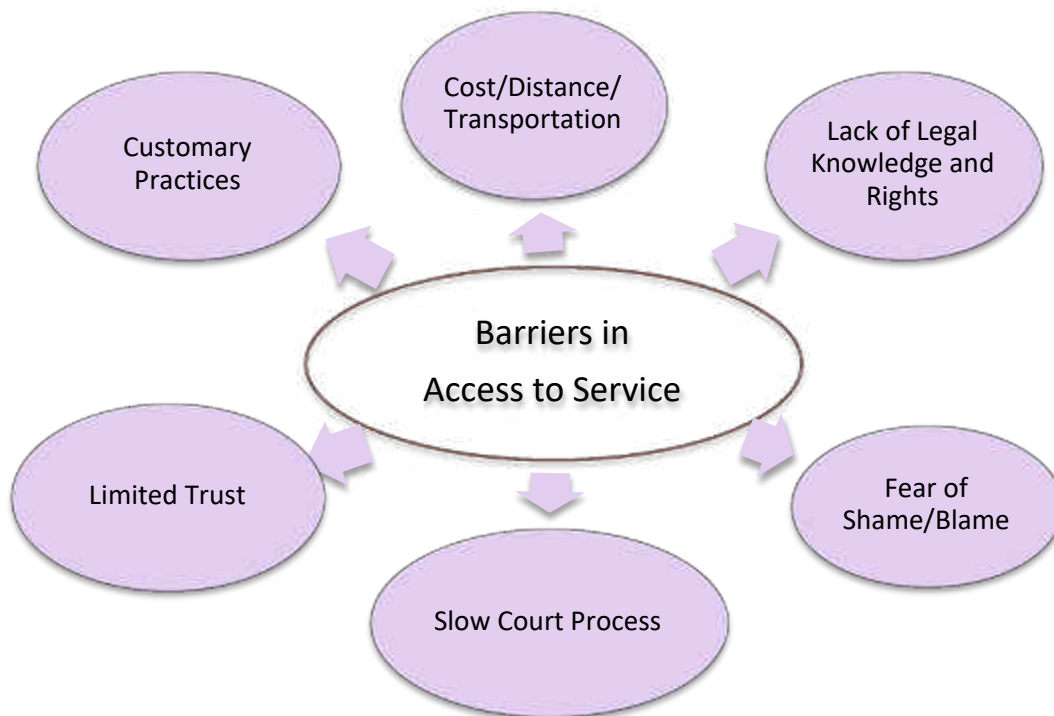 Cost/Distance/
Transportation
Customary
Practices
Lack of Legal
Knowledge and
Rights
Barriers in
Access to Service
Limited Trust
Fear of
Shame/Blame
Slow Court Process